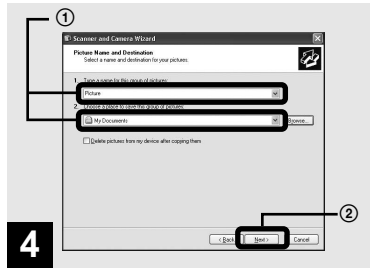 ①
Scanner and Camera Wizard
Picture Name and Destination
Select a name and destination for your pictures.
1. Type a name for this group of pictures:
Picture
2. Choose a place to save this group of pictures:
My Documents Browse...
Delete pictures from my device after copying them
②
< Back Next > Cancel
4